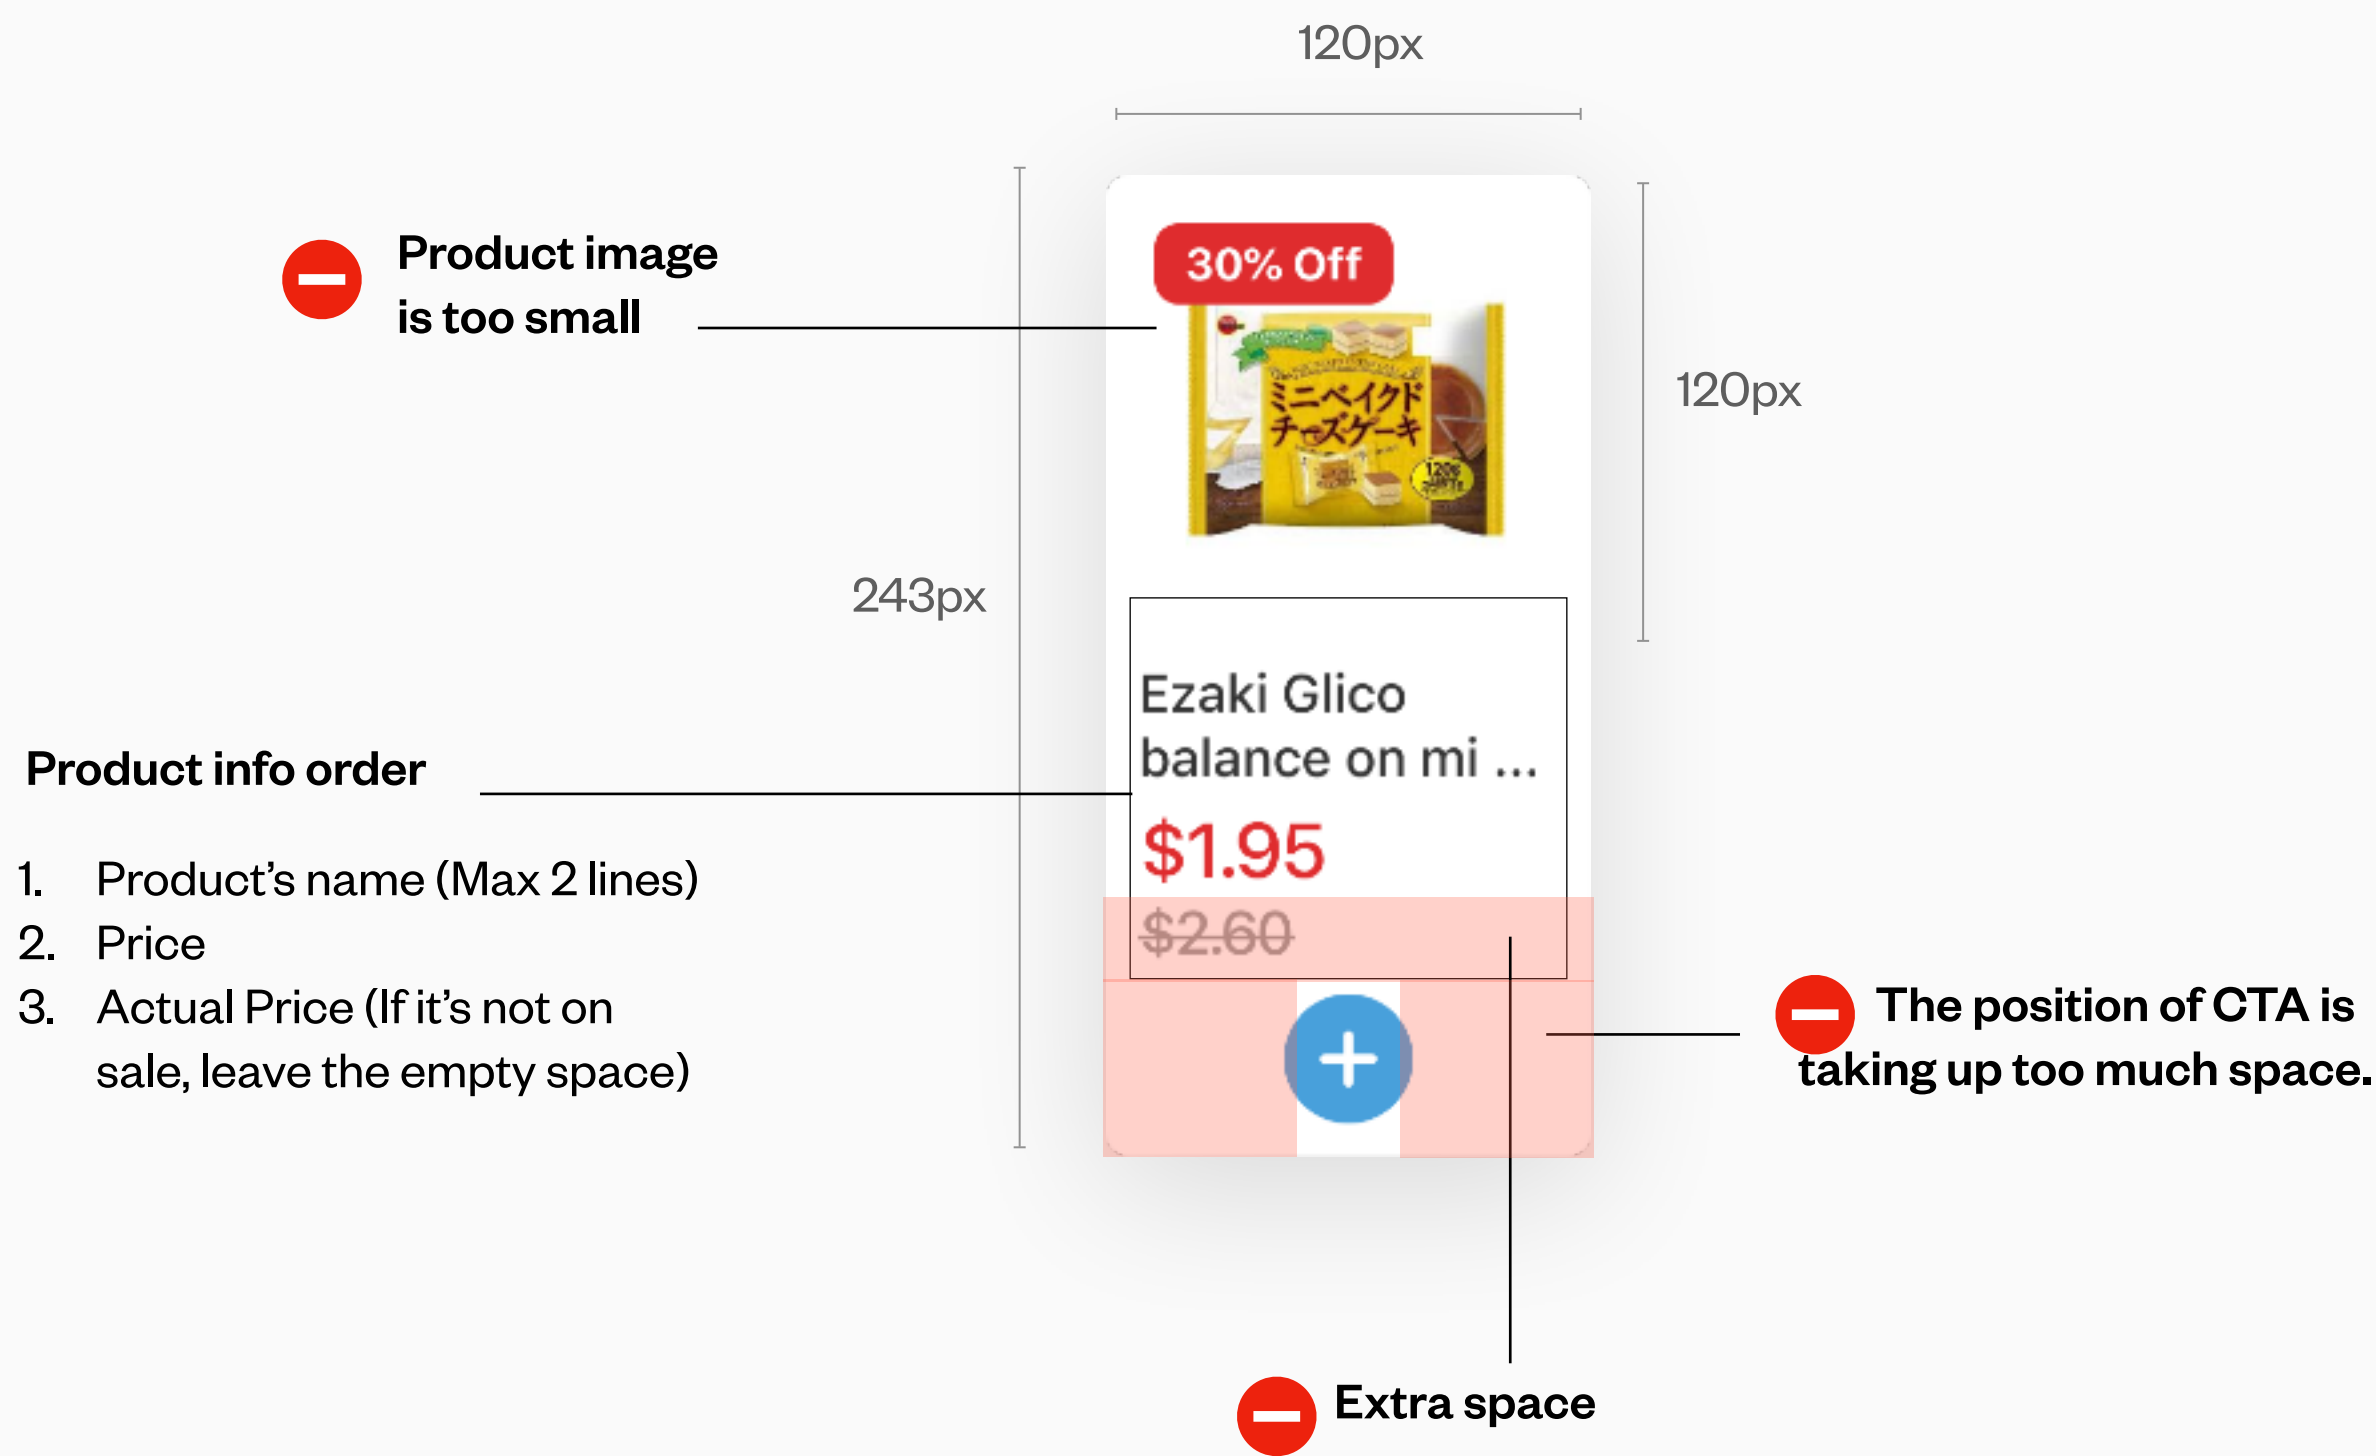 120px
Product image
is too small
30% Off
ミニベイクド
チーズケーキ
120px
243px
Ezaki Glico
balance on mi ...
$1.95
$2.60
Product info order
1. Product’s name (Max 2 lines)
2. Price
3. Actual Price (If it’s not on
sale, leave the empty space)
The position of CTA is
taking up too much space.
Extra space